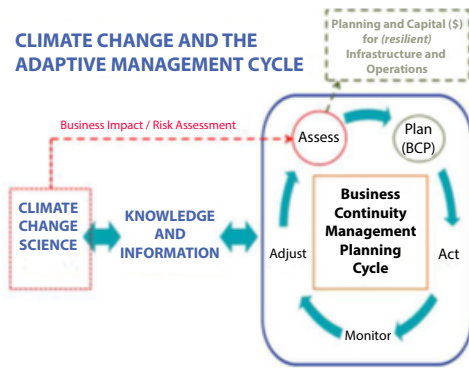 CLIMATE CHANGE AND THE
ADAPTIVE MANAGEMENT CYCLE
Planning and Capital ($)
for (resilient)
Infrastructure and
Operations
Business Impact / Risk Assessment
Assess
Plan
(BCP)
CLIMATE
CHANGE
SCIENCE
KNOWLEDGE
AND
INFORMATION
Business
Continuity
Management
Planning
Cycle
Adjust
Act
Monitor